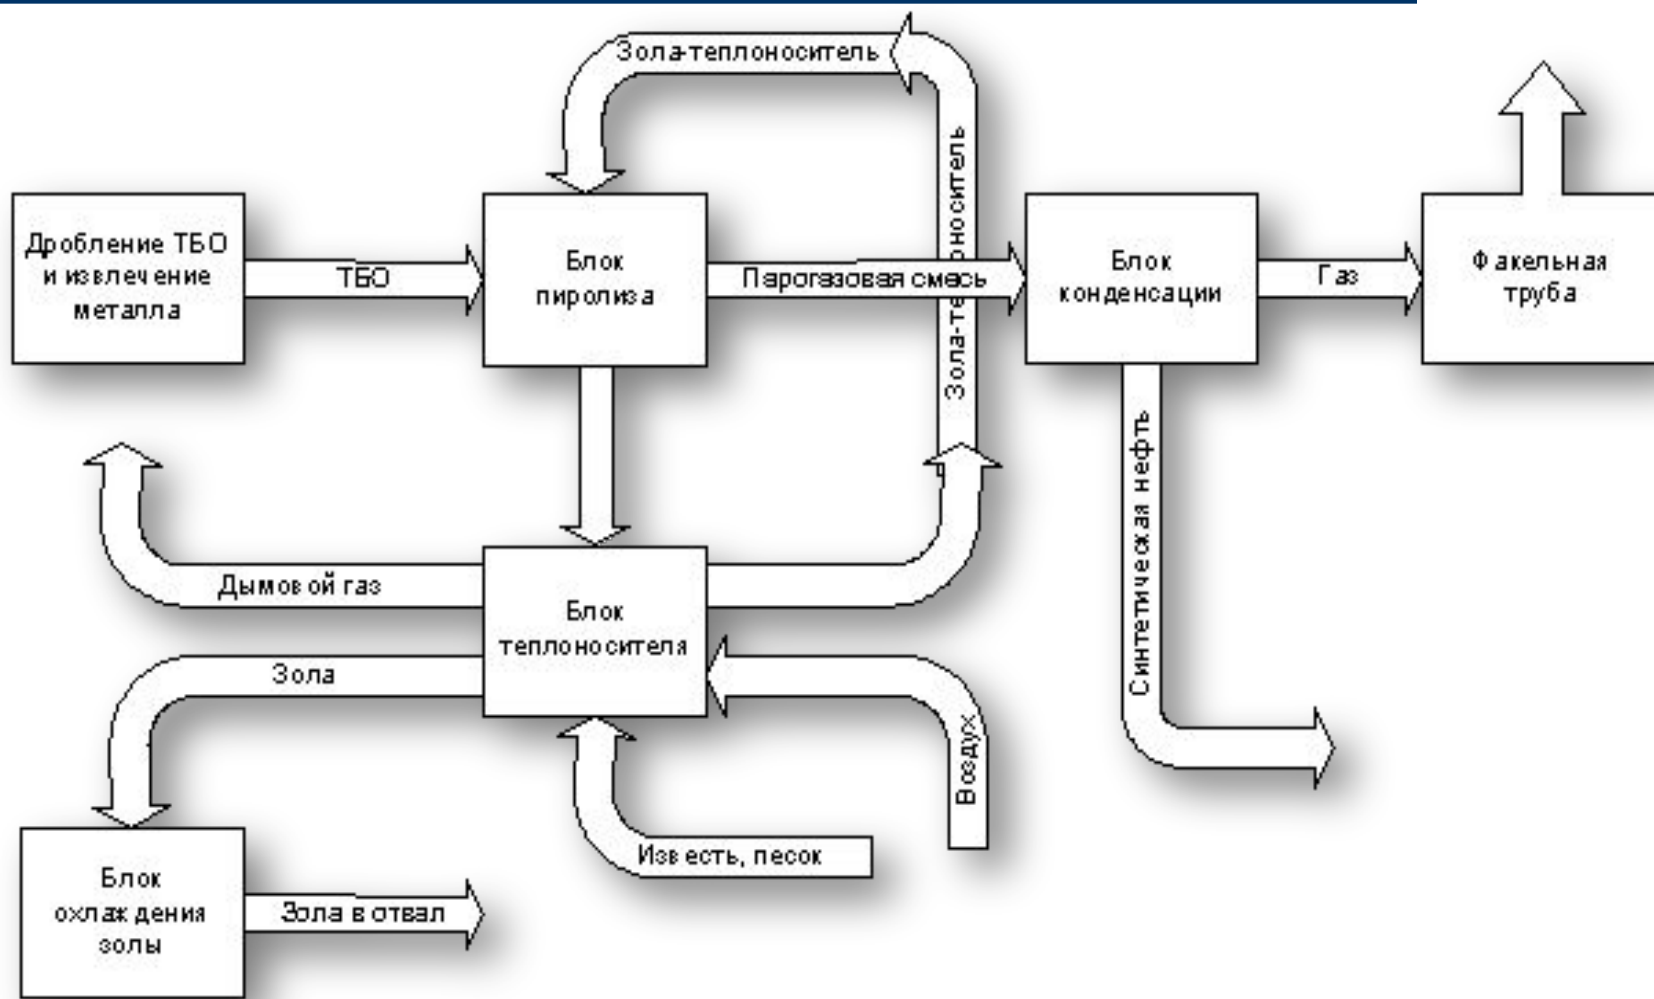 Зола-теплоноситель
Зола-теплоноситель
Дробление ТБО
и извлечение
металла
ТБО
Блок
пиролиза
Парогазовая смесь
Блок
конденсации
Газ
Факельная
труба
Дымовой газ
Блок
теплоносителя
Синтетическая нефть
Зола
Воздух
Известь, песок
Блок
охлаждения
золы
Зола в отвал